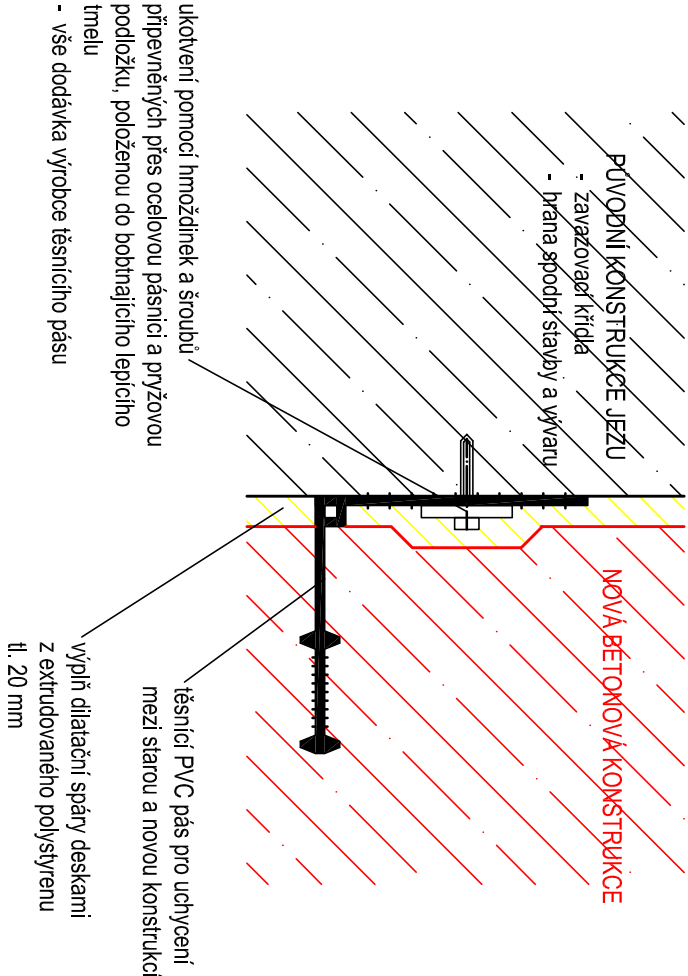 PŮVODNÍ KONSTRUKCE JEZU
- zavazovací křídla
- hrana spodní stavby a vývaru
NOVÁ BETONOVÁ KONSTRUKCE
ukotvení pomocí hmoždinek a šroubů
připevněných přes ocelovou pásnici a pryžovou
podložku, položenou do bobtnajícího lepícího
tmelu
- vše dodávka výrobce těsnícího pásu
těsnící PVC pás pro uchycení
mezi starou a novou konstrukcí
výplň dilatační spáry deskami
z extrudovaného polystyrenu
tl. 20 mm